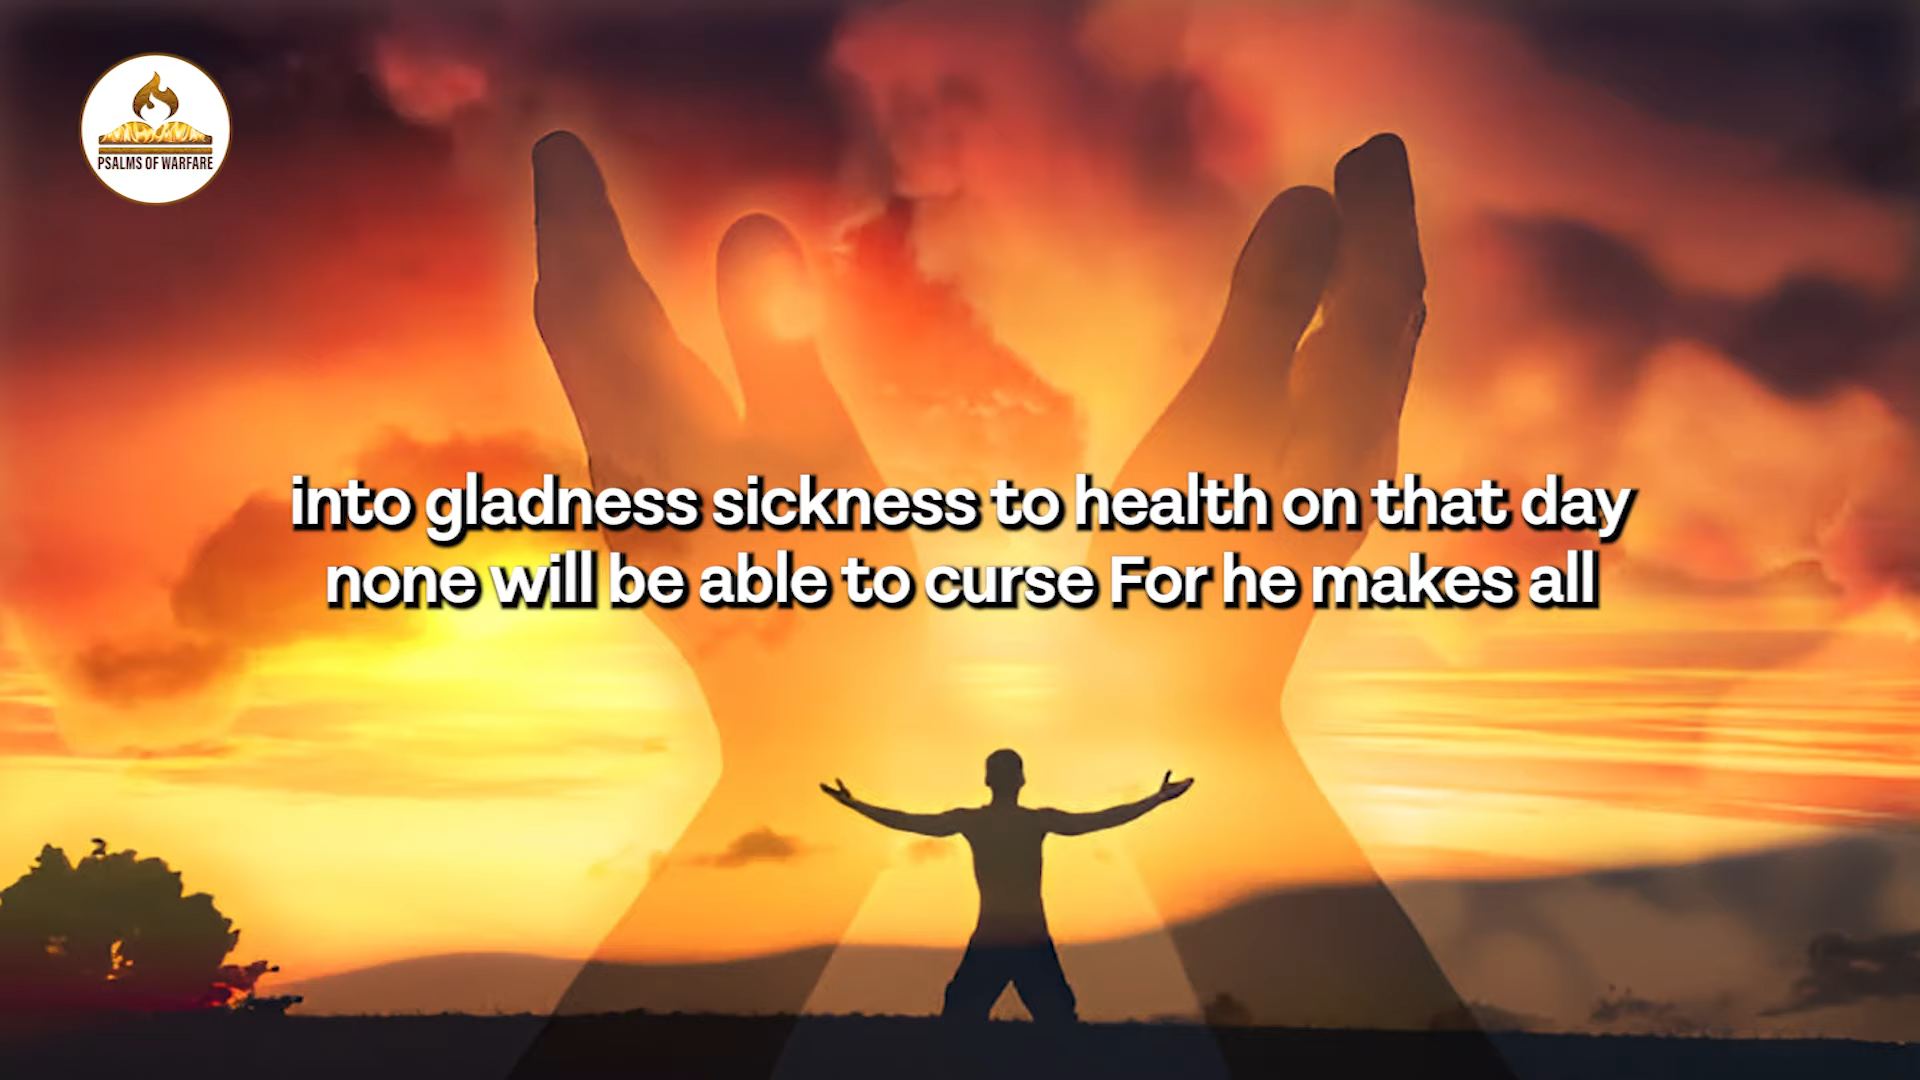 PSALMS OF WARFARE
into gladness sickness to health on that day
none will be able to curse For he makes all